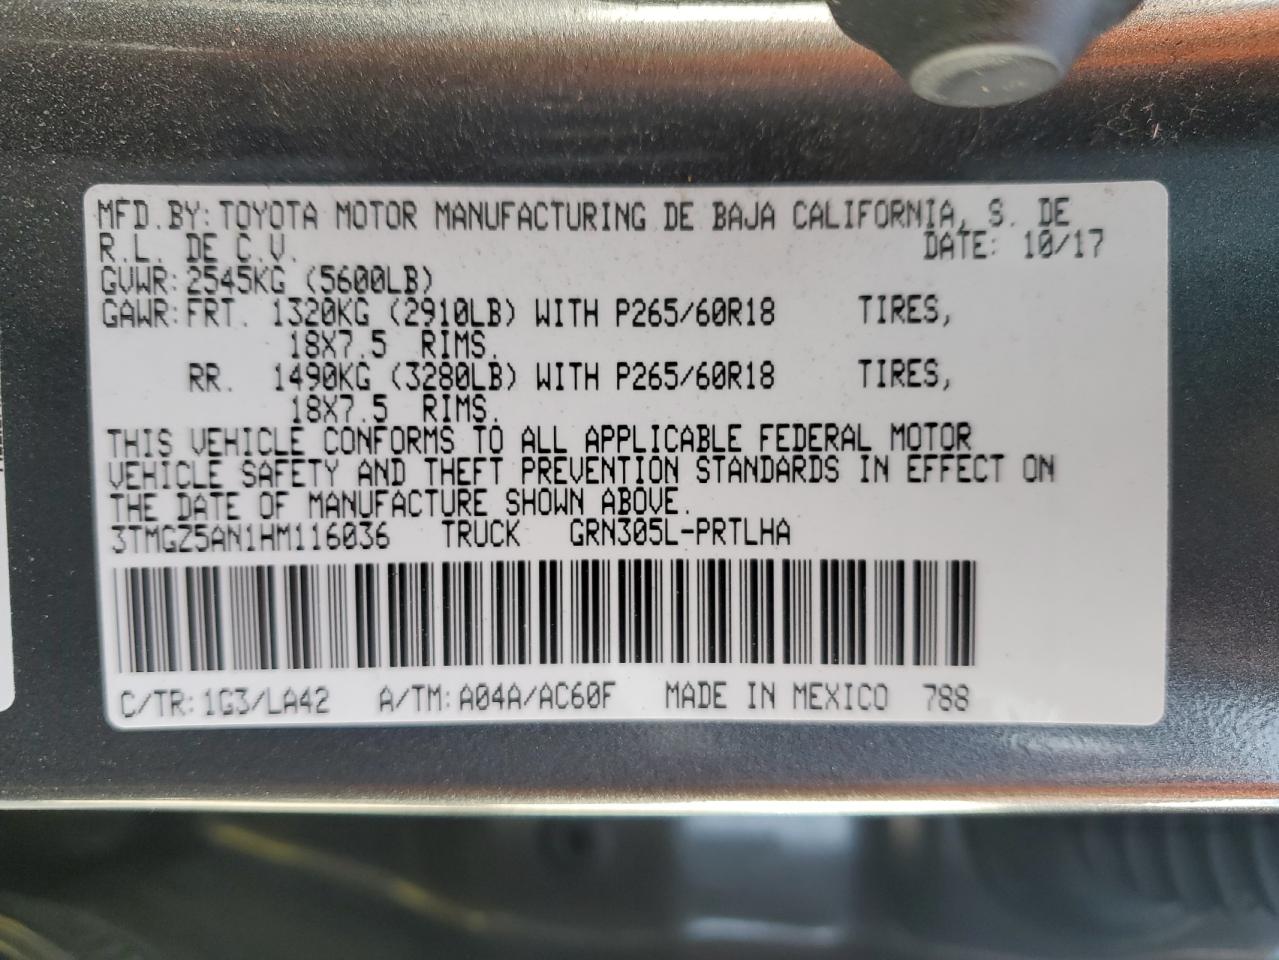 MFD.BY:TOYOTA MOTOR MANUFACTURING DE BAJA CALIFORNIA, S. DE
R.L. DE C.V. DATE: 10/17
GVWR:2545KG (5600LB)
GAWR:FRT. 1320KG (2910LB) WITH P265/60R18 TIRES,
18X7.5 RIMS.
RR. 1490KG (3280LB) WITH P265/60R18 TIRES,
18X7.5 RIMS.
THIS VEHICLE CONFORMS TO ALL APPLICABLE FEDERAL MOTOR
VEHICLE SAFETY AND THEFT PREVENTION STANDARDS IN EFFECT ON
THE DATE OF MANUFACTURE SHOWN ABOVE.
3TMGZ5AN1HM116036 TRUCK GRN305L-PRTLHA
C/TR:1G3/LA42 A/TM:A04A/AC60F MADE IN MEXICO 788